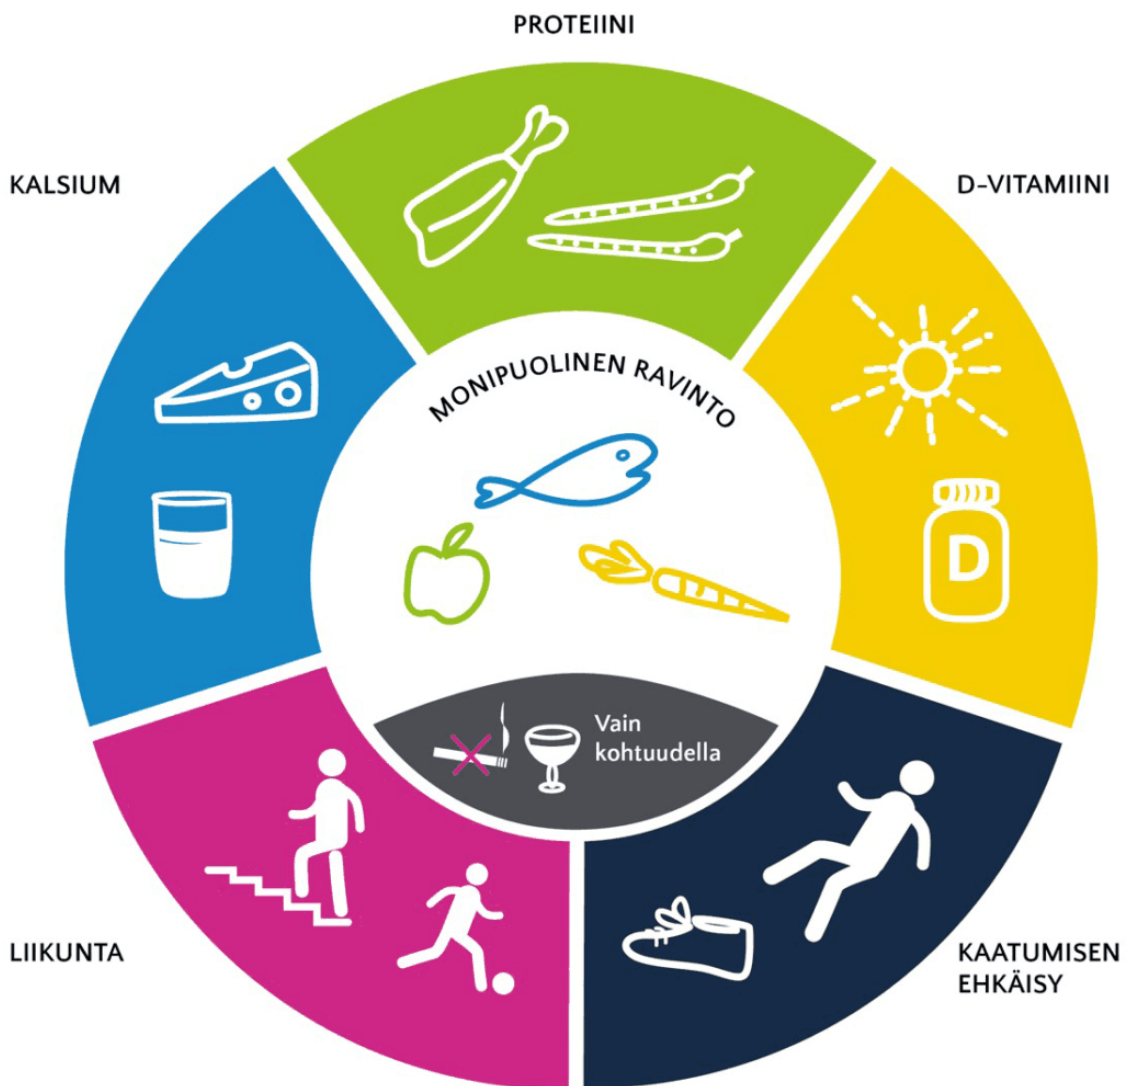 PROTEIINI
KALSIUM
D-VITAMIINI
MONIPUOLINEN RAVINTO
D
Vain
kohtuudella
LIIKUNTA
KAATUMISEN
EHKÄISY